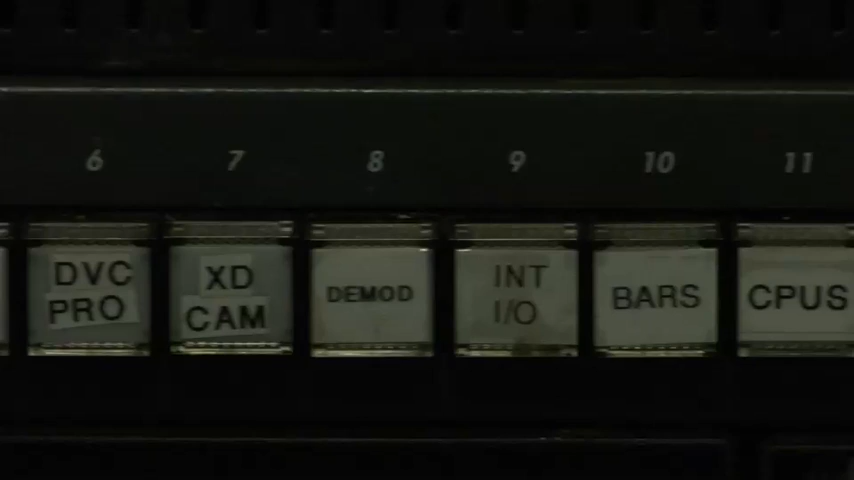 6 7 8 9 10 11
DVC
PRO
XD
CAM
DEMOD
INT
I/O
BARS
CPUS